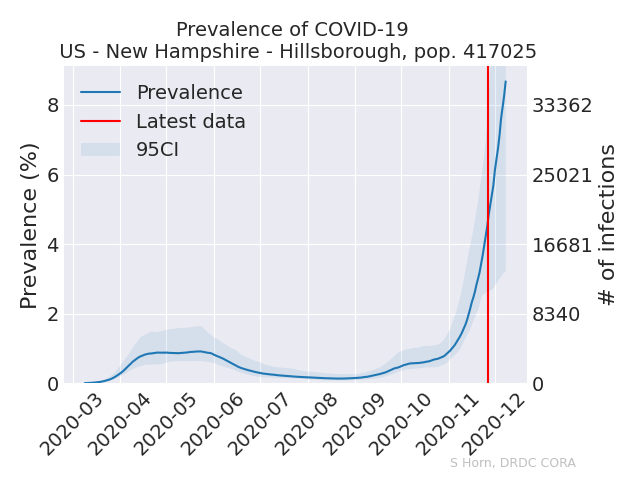 Prevalence of COVID-19
US - New Hampshire - Hillsborough, pop. 417025
Prevalence
Latest data
95CI
Prevalence (%)
8
6
4
2
0
33362
25021
16681
8340
0
# of infections
2020-03
2020-04
2020-05
2020-06
2020-07
2020-08
2020-09
2020-10
2020-11
2020-12
S Horn, DRDC CORA